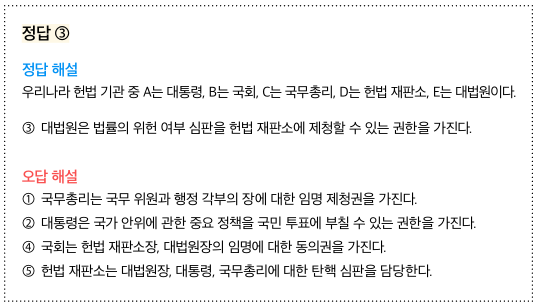 정답 ③
정답 해설
우리나라 헌법 기관 중 A는 대통령, B는 국회, C는 국무총리, D는 헌법 재판소, E는 대법원이다.
③ 대법원은 법률의 위헌 여부 심판을 헌법 재판소에 제청할 수 있는 권한을 가진다.
오답 해설
① 국무총리는 국무 위원과 행정 각부의 장에 대한 임명 제청권을 가진다.
② 대통령은 국가 안위에 관한 중요 정책을 국민 투표에 부칠 수 있는 권한을 가진다.
④ 국회는 헌법 재판소장, 대법원장의 임명에 대한 동의권을 가진다.
⑤ 헌법 재판소는 대법원장, 대통령, 국무총리에 대한 탄핵 심판을 담당한다.